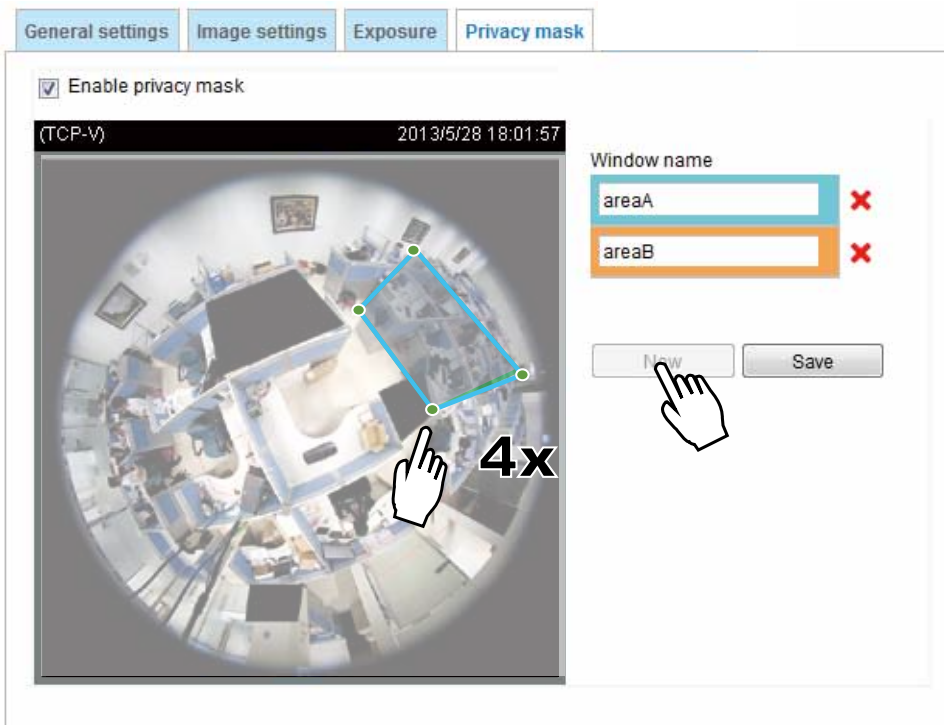 General settings Image settings Exposure Privacy mask
Enable privacy mask
(TCP-V) 2013/5/28 18:01:57
Window name
areaA
areaB
New Save
4x